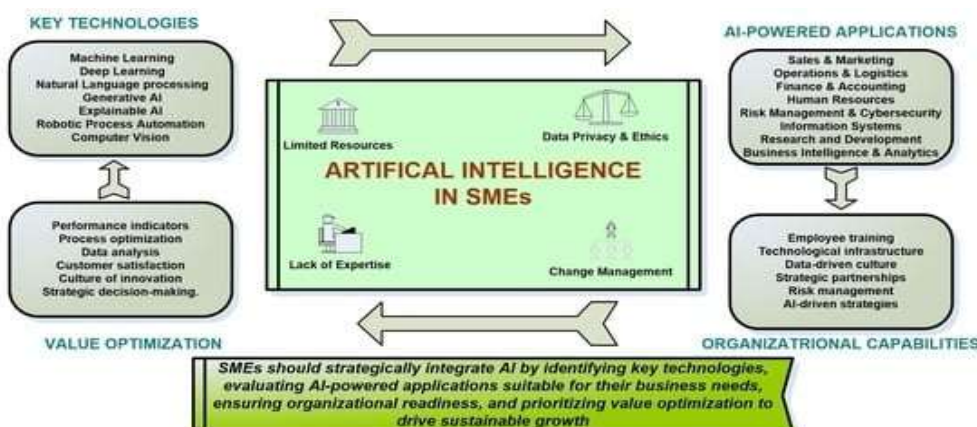 KEY TECHNOLOGIES
Machine Learning
Deep Learning
Natural Language processing
Generative AI
Explainable AI
Robotic Process Automation
Computer Vision
AI-POWERED APPLICATIONS
Sales & Marketing
Operations & Logistics
Finance & Accounting
Human Resources
Risk Management & Cybersecurity
Information Systems
Research and Development
Business Intelligence & Analytics
Limited Resources
Data Privacy & Ethics
ARTIFICAL INTELLIGENCE
IN SMEs
Lack of Expertise
Change Management
Performance indicators
Process optimization
Data analysis
Customer satisfaction
Culture of innovation
Strategic decision-making.
VALUE OPTIMIZATION
Employee training
Technological infrastructure
Data-driven culture
Strategic partnerships
Risk management
AI-driven strategies
ORGANIZATRIONAL CAPABILITIES
SMEs should strategically integrate AI by identifying key technologies,
evaluating AI-powered applications suitable for their business needs,
ensuring organizational readiness, and prioritizing value optimization to
drive sustainable growth